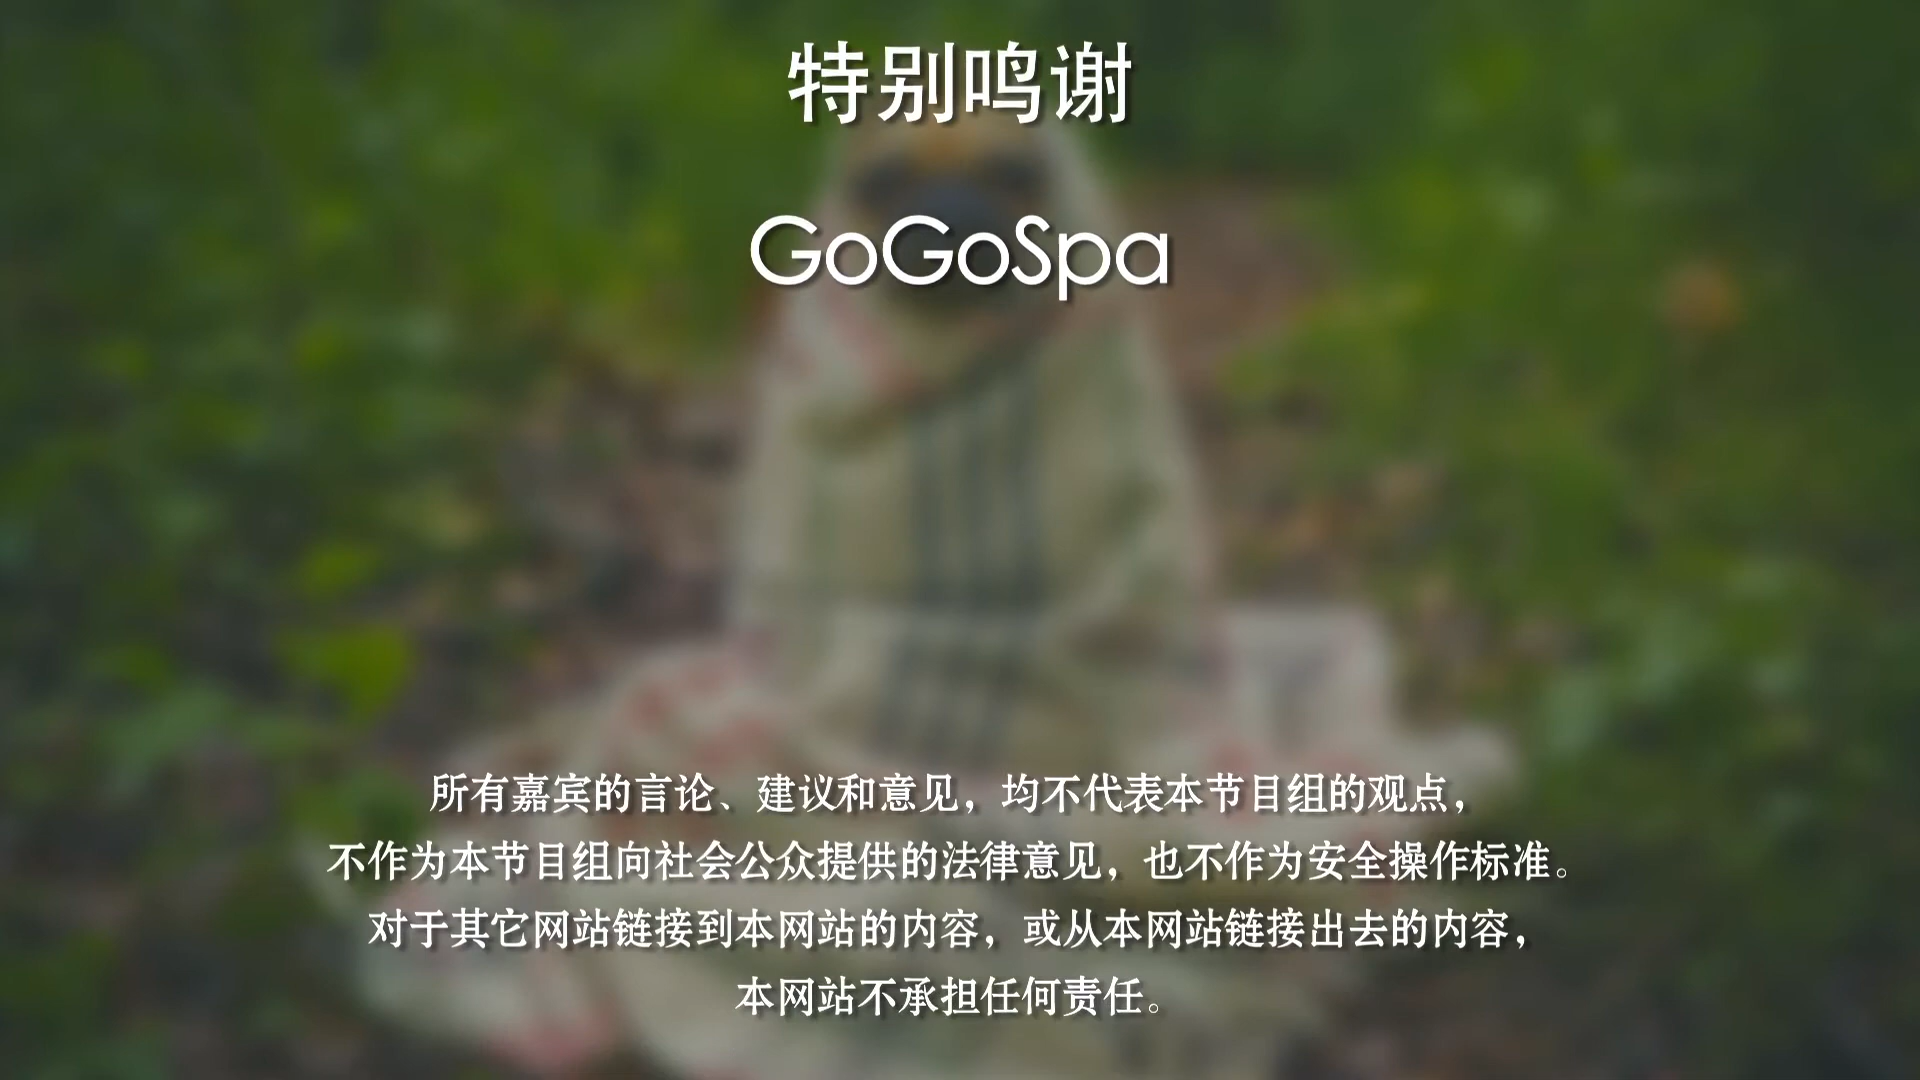 特别鸣谢
GoGoSpa
所有嘉宾的言论、建议和意见，均不代表本节目组的观点，
不作为本节目组向社会公众提供的法律意见，也不作为安全操作标准。
对于其它网站链接到本网站的内容，或从本网站链接出去的内容，
本网站不承担任何责任。